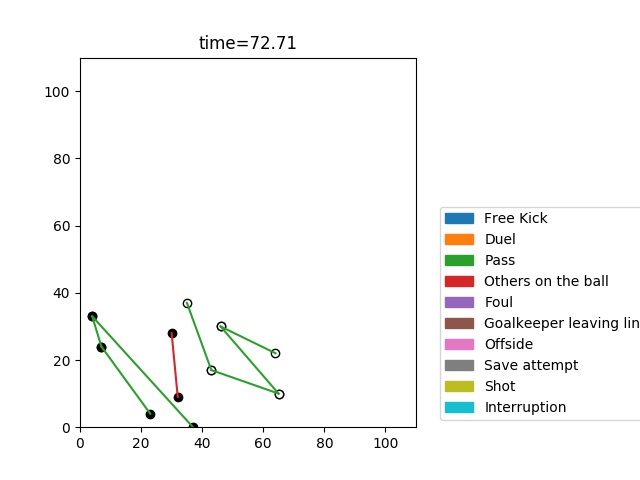 time=72.71
100
80
60
40
20
0
0 20 40 60 80 100
Free Kick
Duel
Pass
Others on the ball
Foul
Goalkeeper leaving lin
Offside
Save attempt
Shot
Interruption